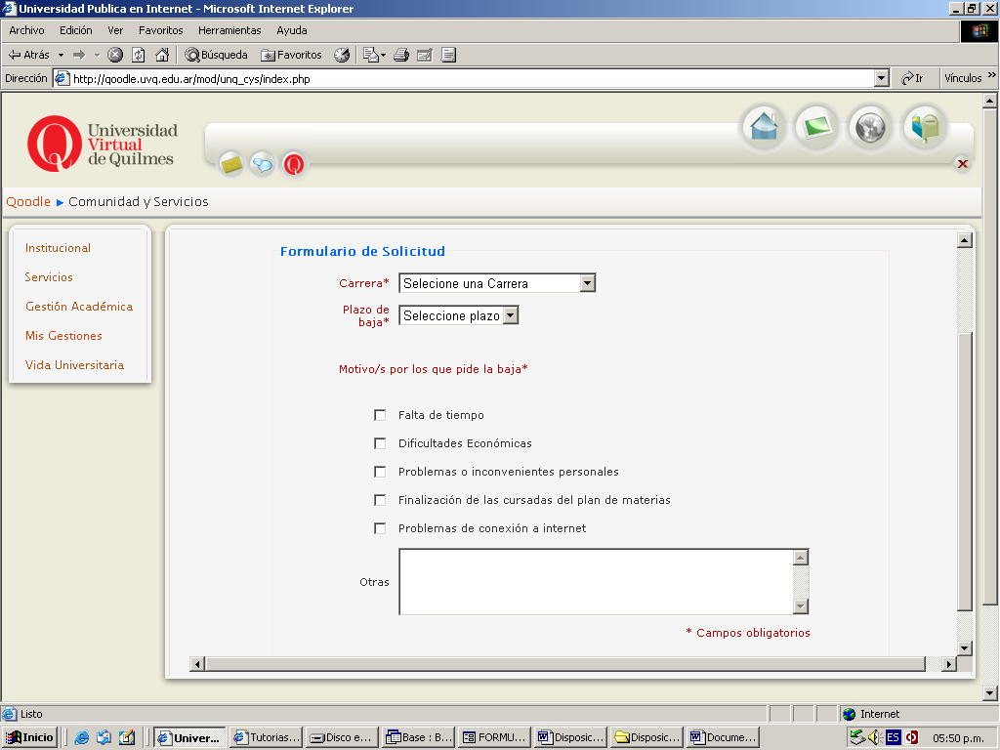 Universidad Publica en Internet - Microsoft Internet Explorer
Archivo Edición Ver Favoritos Herramientas Ayuda
Atrás Búsqueda Favoritos
Dirección http://qoodle.uvq.edu.ar/mod/unq_cys/index.php Ir Vínculos »
Universidad
Virtual
de Quilmes
Qoodle ► Comunidad y Servicios
Institucional
Servicios
Gestión Académica
Mis Gestiones
Vida Universitaria
Formulario de Solicitud
Carrera* Selecione una Carrera
Plazo de
baja* Seleccione plazo
Motivo/s por los que pide la baja*
Falta de tiempo
Dificultades Económicas
Problemas o inconvenientes personales
Finalización de las cursadas del plan de materias
Problemas de conexión a internet
Otras
* Campos obligatorios
Listo Internet
Inicio Univer... Tutorias... Disco e... Base : B... FORMU... Disposic... Disposic... Docume... ES 05:50 p.m.